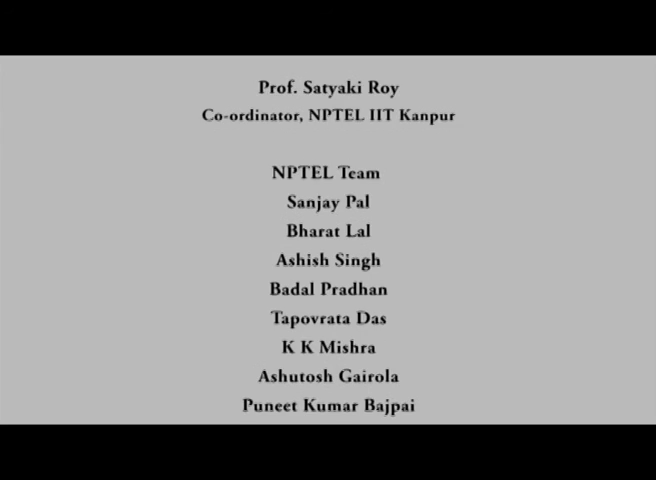 Prof. Satyaki Roy
Co-ordinator, NPTEL IIT Kanpur
NPTEL Team
Sanjay Pal
Bharat Lal
Ashish Singh
Badal Pradhan
Tapovrata Das
K K Mishra
Ashutosh Gairola
Puneet Kumar Bajpai